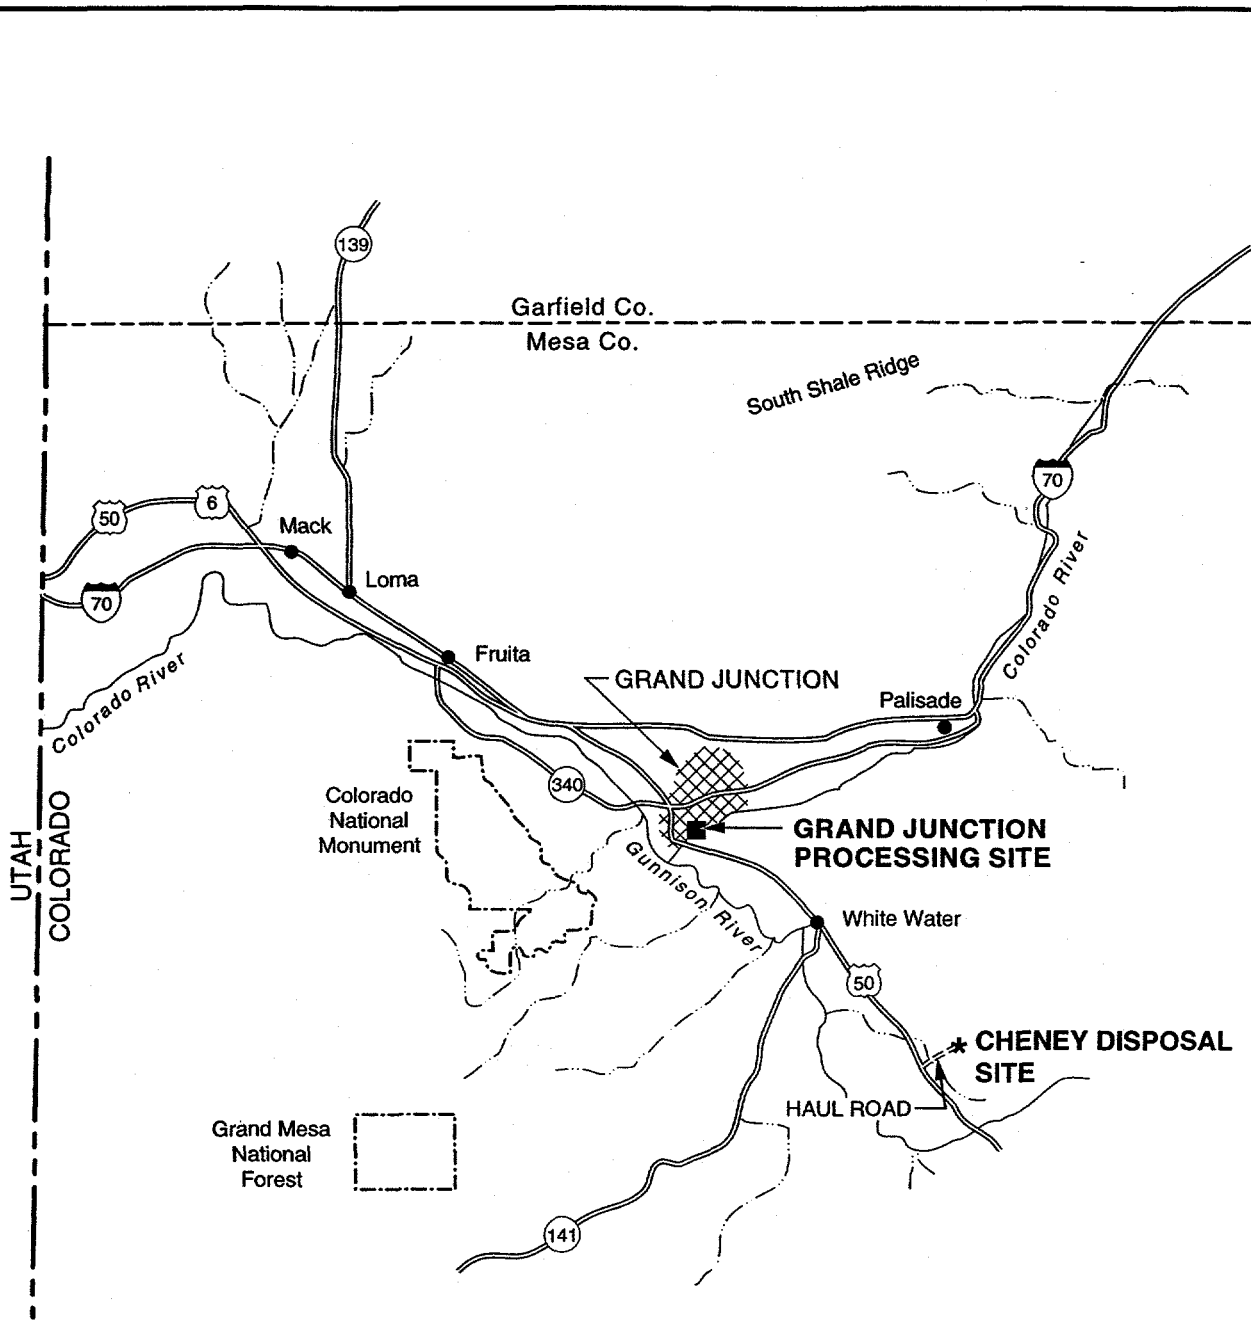 139
Garfield Co.
Mesa Co.
South Shale Ridge
70
6
50
Mack
Loma
70
Colorado River
Fruita
GRAND JUNCTION
Palisade
Colorado River
340
Colorado
National
Monument
UTAH
COLORADO
GRAND JUNCTION
PROCESSING SITE
Gunnison River
White Water
50
* CHENEY DISPOSAL
SITE
HAUL ROAD
Grand Mesa
National
Forest
141